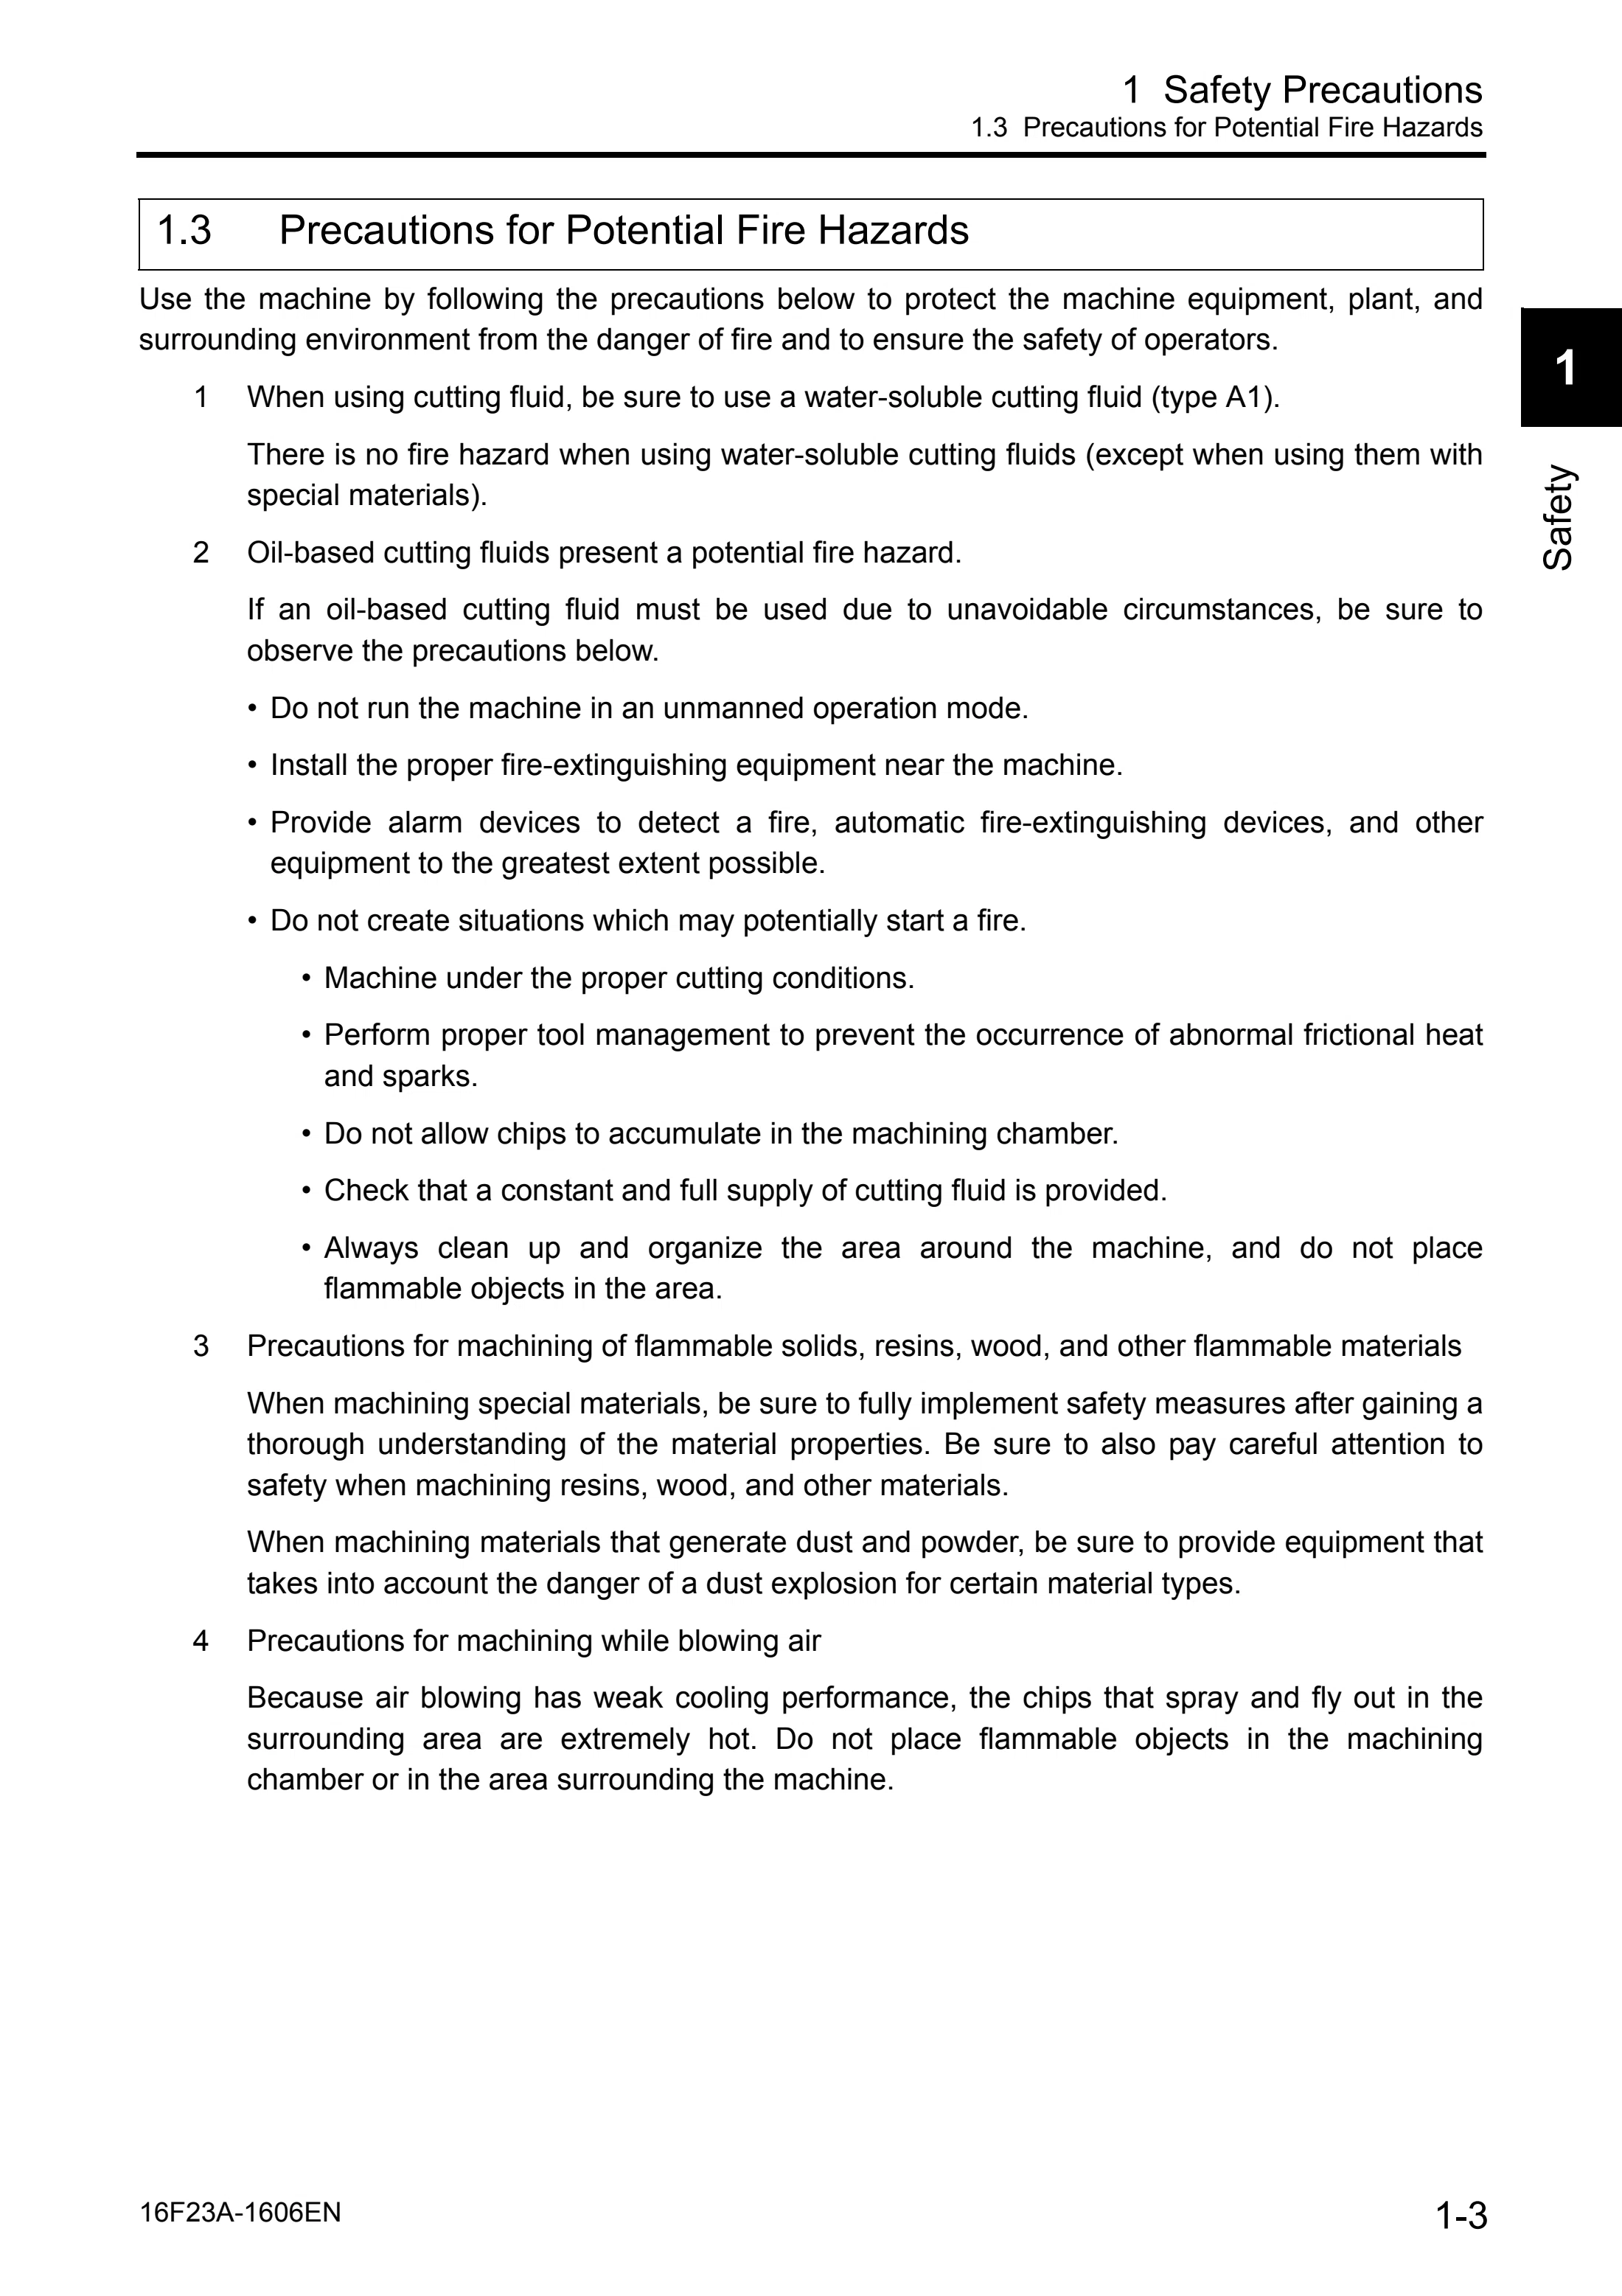 1 Safety Precautions
1.3 Precautions for Potential Fire Hazards
1.3 Precautions for Potential Fire Hazards
Use the machine by following the precautions below to protect the machine equipment, plant, and
surrounding environment from the danger of fire and to ensure the safety of operators.
1 When using cutting fluid, be sure to use a water-soluble cutting fluid (type A1).
There is no fire hazard when using water-soluble cutting fluids (except when using them with
special materials).
2 Oil-based cutting fluids present a potential fire hazard.
If an oil-based cutting fluid must be used due to unavoidable circumstances, be sure to
observe the precautions below.
• Do not run the machine in an unmanned operation mode.
• Install the proper fire-extinguishing equipment near the machine.
• Provide alarm devices to detect a fire, automatic fire-extinguishing devices, and other
equipment to the greatest extent possible.
• Do not create situations which may potentially start a fire.
• Machine under the proper cutting conditions.
• Perform proper tool management to prevent the occurrence of abnormal frictional heat
and sparks.
• Do not allow chips to accumulate in the machining chamber.
• Check that a constant and full supply of cutting fluid is provided.
• Always clean up and organize the area around the machine, and do not place
flammable objects in the area.
3 Precautions for machining of flammable solids, resins, wood, and other flammable materials
When machining special materials, be sure to fully implement safety measures after gaining a
thorough understanding of the material properties. Be sure to also pay careful attention to
safety when machining resins, wood, and other materials.
When machining materials that generate dust and powder, be sure to provide equipment that
takes into account the danger of a dust explosion for certain material types.
4 Precautions for machining while blowing air
Because air blowing has weak cooling performance, the chips that spray and fly out in the
surrounding area are extremely hot. Do not place flammable objects in the machining
chamber or in the area surrounding the machine.
1
Safety
16F23A-1606EN
1-3